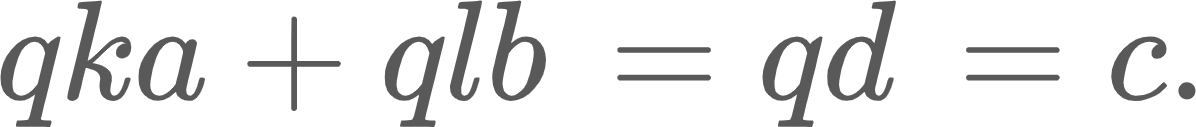 qka + qlb = qd = c.